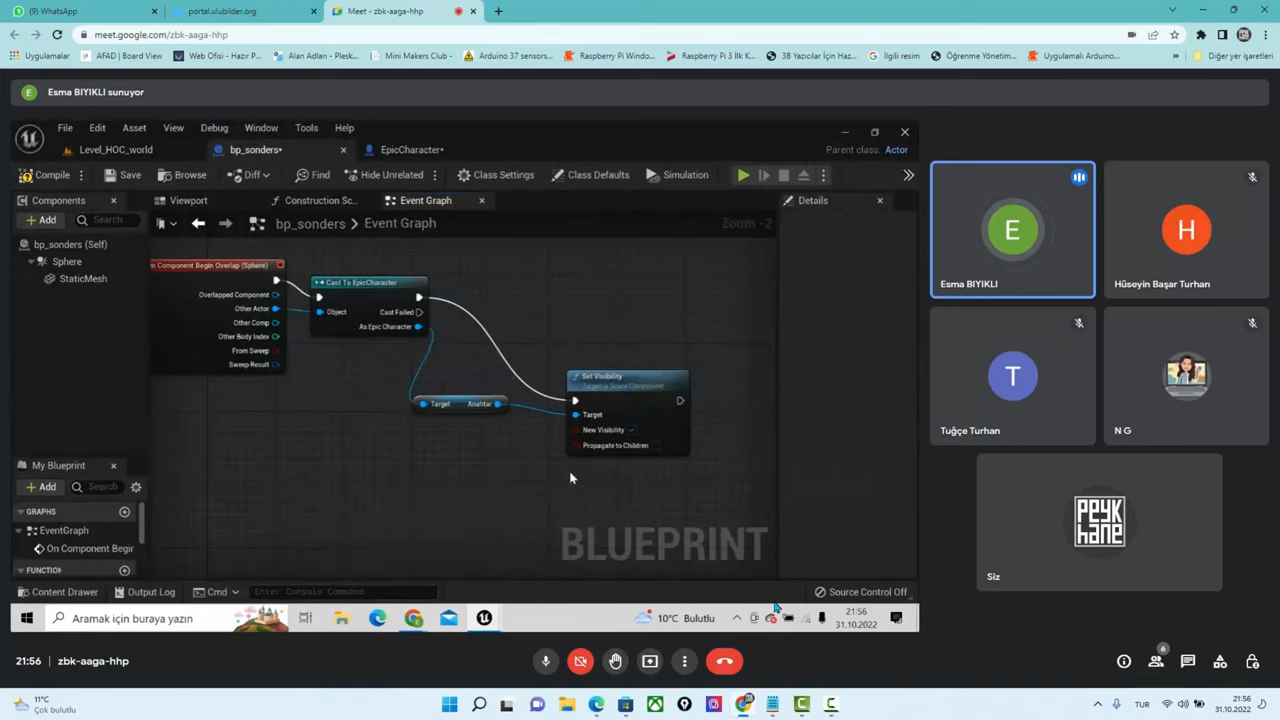 (1) WhatsApp
portal.ulubilder.org
Meet - zbk-aaga-hhp
meet.google.com/zbk-aaga-hhp
Uygulamalar
AFAD | Board View
Web Ofisi - Hazır P...
Alan Adları - Plesk...
Mini Makers Club -
Arduino 37 sensors...
Raspberry Pi Windo...
Raspberry Pi 3 İlk K...
3B Yazıcılar İçin Haz...
İlgili resim
Öğrenme Yönetim...
Uygulamalı Arduino...
»
Diğer yer işaretleri
E
Esma BIYIKLI sunuyor
File Edit Asset View Debug Window Tools Help
Level_HOC_world
bp_sonders•
EpicCharacter•
Parent class: Actor
Compile
Save
Browse
Diff
Find
Hide Unrelated
Class Settings
Class Defaults
Simulation
Components
Viewport
Construction Sc...
Event Graph
Details
+ Add
Search
bp_sonders > Event Graph
Zoom -2
bp_sonders (Self)
Sphere
StaticMesh
n Component Begin Overlap (Sphere)
Overlapped Component
Other Actor
Other Comp
Other Body Index
From Sweep
Sweep Result
Cast To EpicCharacter
Object
Cast Failed
As Epic Character
Target Anahtar
Set Visibility
Target is Scene Component
Target
New Visibility
Propagate to Children
BLUEPRINT
My Blueprint
+ Add
Search
GRAPHS
EventGraph
On Component Begin
FUNCTION
Content Drawer
Output Log
Cmd
Enter Console Command
Source Control Off
Aramak için buraya yazın
10°C Bulutlu
21:56
31.10.2022
E
Esma BIYIKLI
H
Hüseyin Başar Turhan
T
Tuğçe Turhan
N G
PEYK
hane
Siz
21:56 | zbk-aaga-hhp
6
11°C
Çok bulutlu
TUR
21:56
31.10.2022